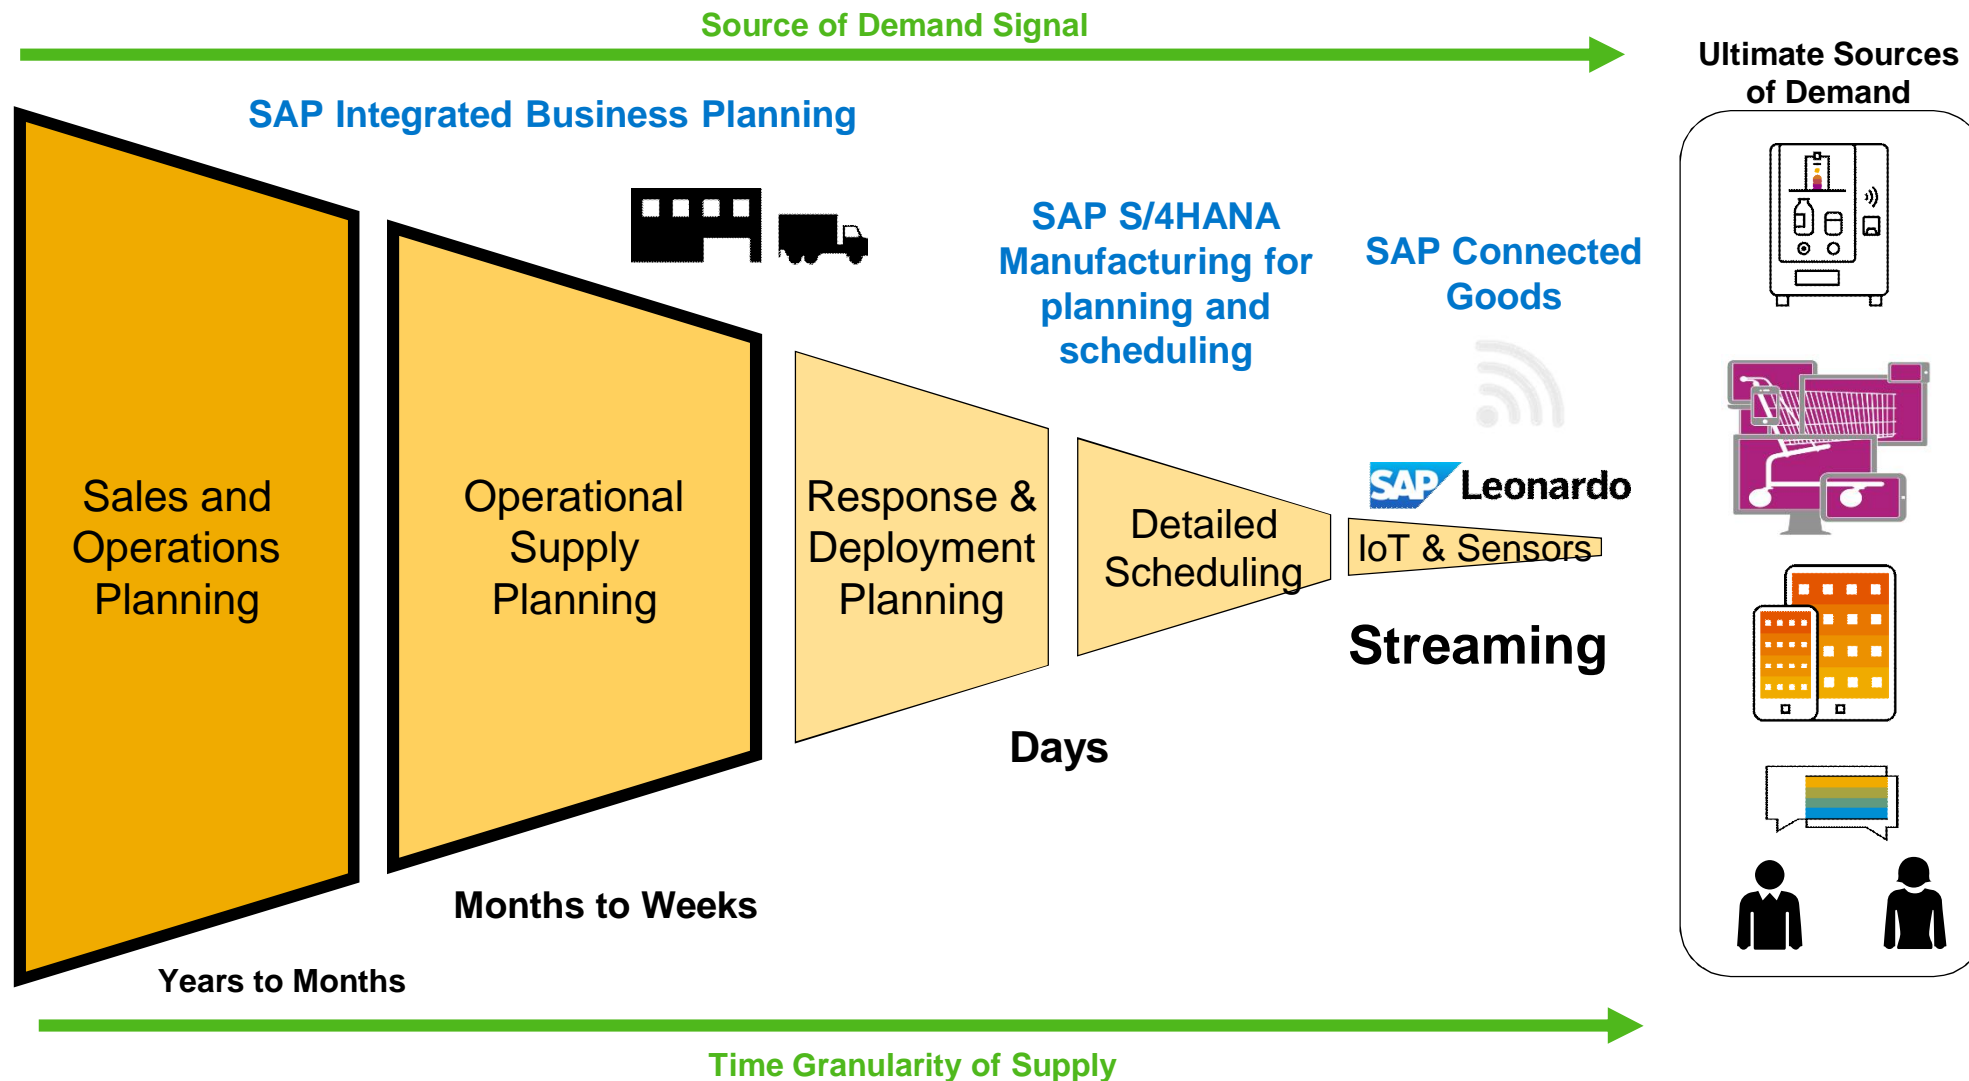 Source of Demand Signal
Ultimate Sources
of Demand
SAP Integrated Business Planning
SAP S/4HANA
Manufacturing for
planning and
scheduling
SAP Connected
Goods
SAP Leonardo
Sales and
Operations
Planning
Operational
Supply
Planning
Response &
Deployment
Planning
Detailed
Scheduling
IoT & Sensors
Streaming
Days
Months to Weeks
Years to Months
Time Granularity of Supply